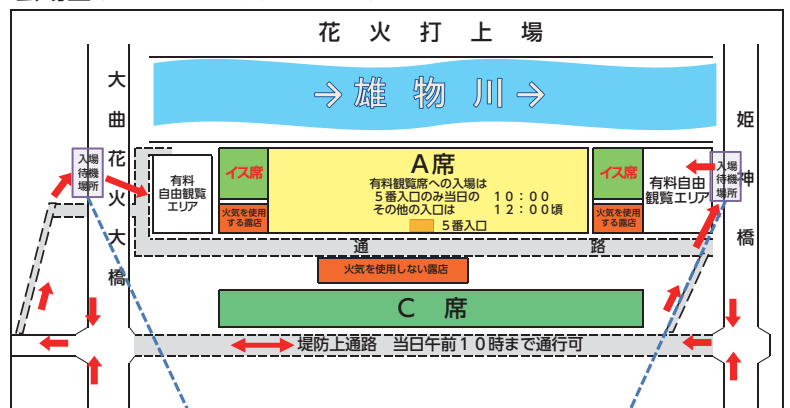 花火打上場
→雄物川→
大曲花火大橋
姫神橋
入場
待機
場所
有料
自由観覧
エリア
イス席
火気を使用
する露店
A席
有料観覧席への入場は
5番入口のみ当日の 10:00
その他の入口は 12:00頃
5番入口
イス席
火気を使用
する露店
有料自由
観覧エリア
入場
待機
場所
通路
火気を使用しない露店
C席
堤防上通路 当日午前10時まで通行可